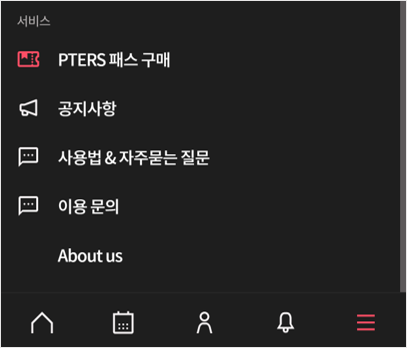 서비스
PTERS 패스 구매
공지사항
사용법 & 자주묻는 질문
이용 문의
About us